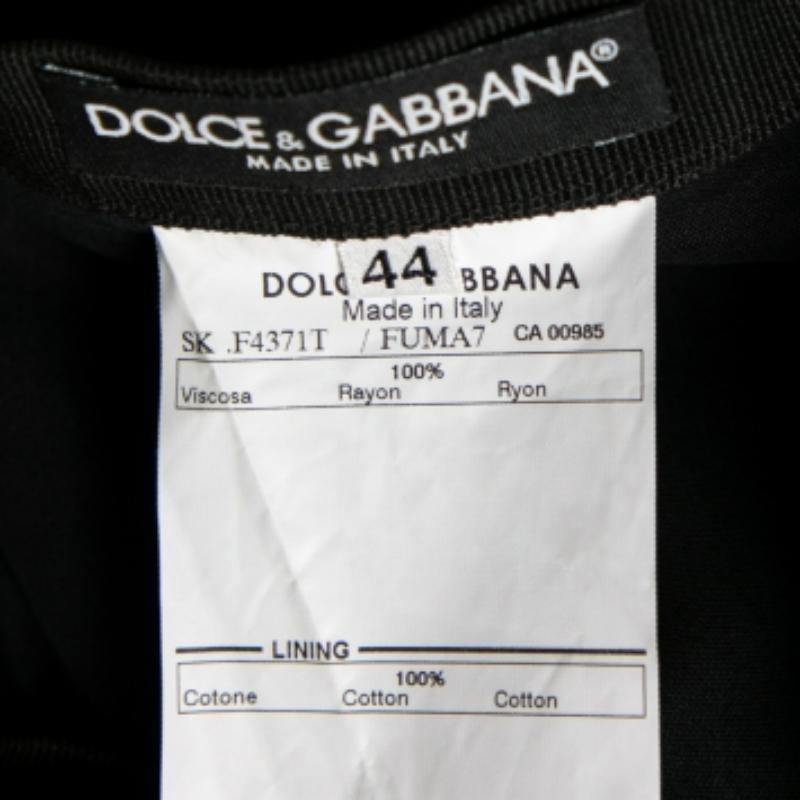 DOLCE & GABBANA®
MADE IN ITALY
44
DOLC BBANA
Made in Italy
SK .F4371T / FUMA7 CA 00985
100%
Viscosa Rayon Ryon
LINING
100%
Cotone Cotton Cotton